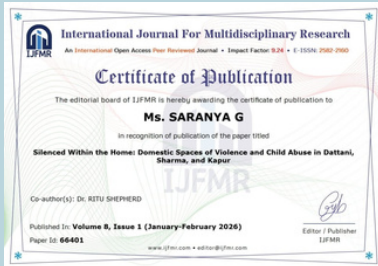 International Journal For Multidisciplinary Research
An International Open Access Peer Reviewed Journal • Impact Factor: 9.24 • E-ISSN: 2582-2160
IJFMR
Certificate of Publication
The editorial board of IJFMR is hereby awarding the certificate of publication to
Ms. SARANYA G
in recognition of publication of the paper titled
Silenced Within the Home: Domestic Spaces of Violence and Child Abuse in Dattani,
Sharma, and Kapur
IJFMR
Co-author(s): Dr. RITU SHEPHERD
Published In: Volume 8, Issue 1 (January-February 2026)
Paper Id: 66401
Editor / Publisher
IJFMR
www.ijfmr.com • editor@ijfmr.com